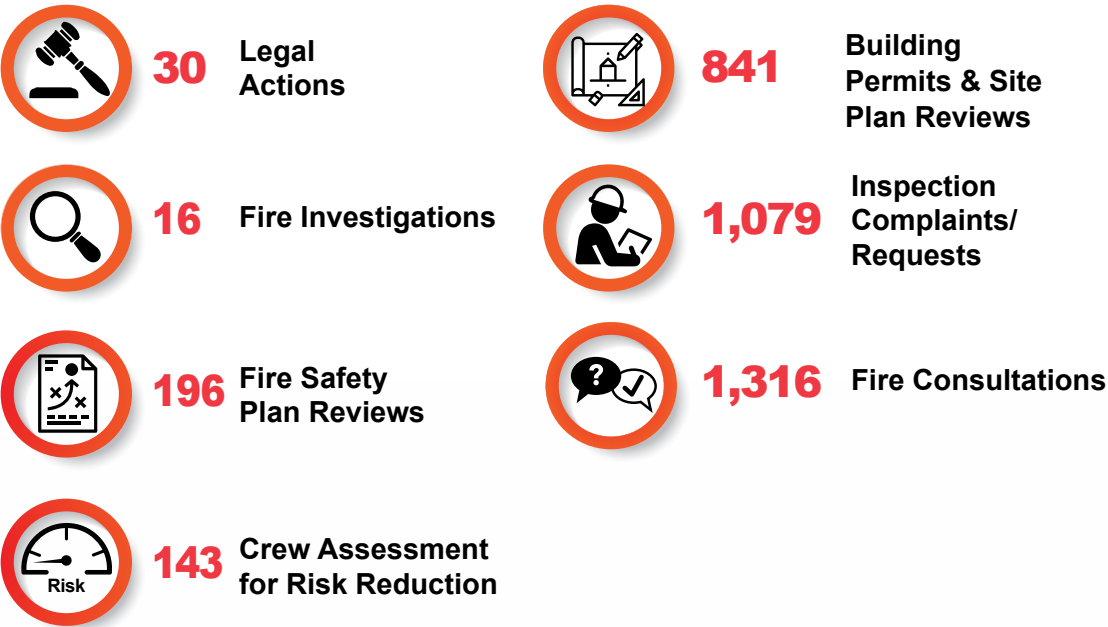 30
Legal
Actions
841
Building
Permits & Site
Plan Reviews
16
Fire Investigations
1,079
Inspection
Complaints/
Requests
196
Fire Safety
Plan Reviews
?
1,316
Fire Consultations
Risk
143
Crew Assessment
for Risk Reduction